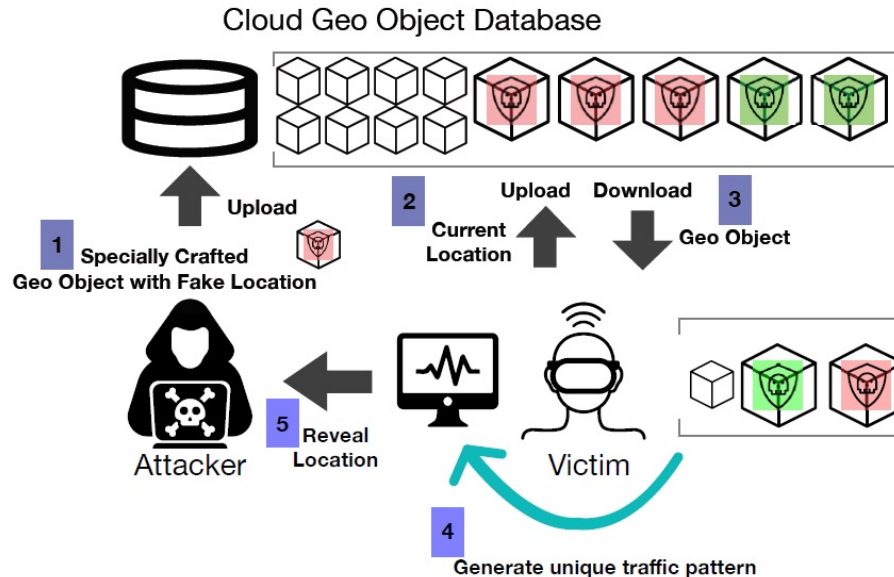 Cloud Geo Object Database
1
Upload
Specially Crafted
Geo Object with Fake Location
2
Upload
Current
Location
Download
3
Geo Object
Attacker
5
Reveal
Location
Victim
4
Generate unique traffic pattern